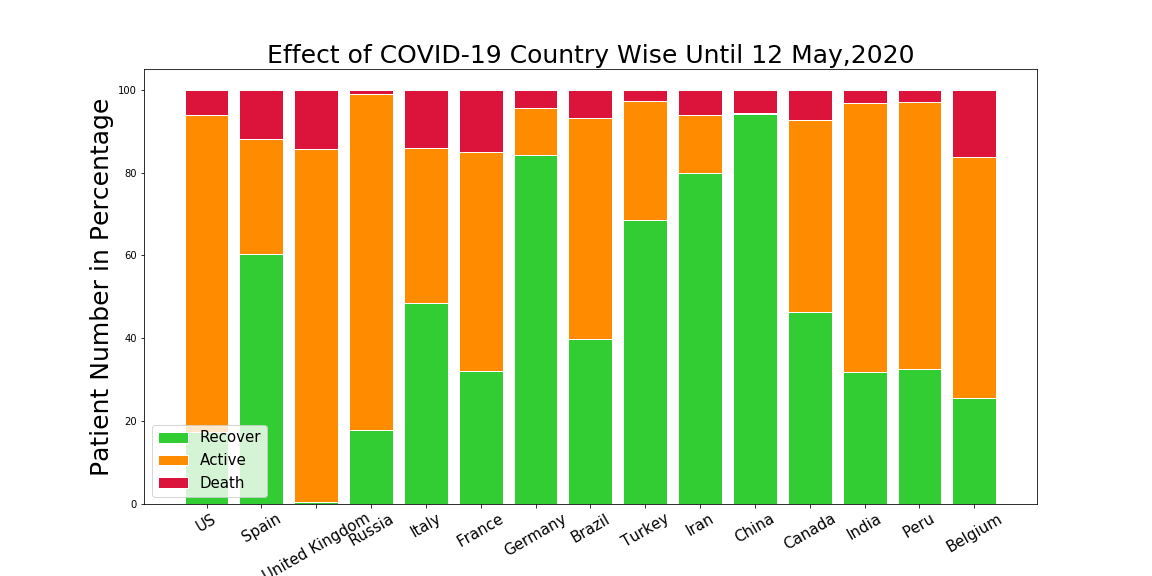 Effect of COVID-19 Country Wise Until 12 May,2020
Patient Number in Percentage
100
80
60
40
20
0
Recover
Active
Death
US
Spain
United Kingdom
Russia
Italy
France
Germany
Brazil
Turkey
Iran
China
Canada
India
Peru
Belgium